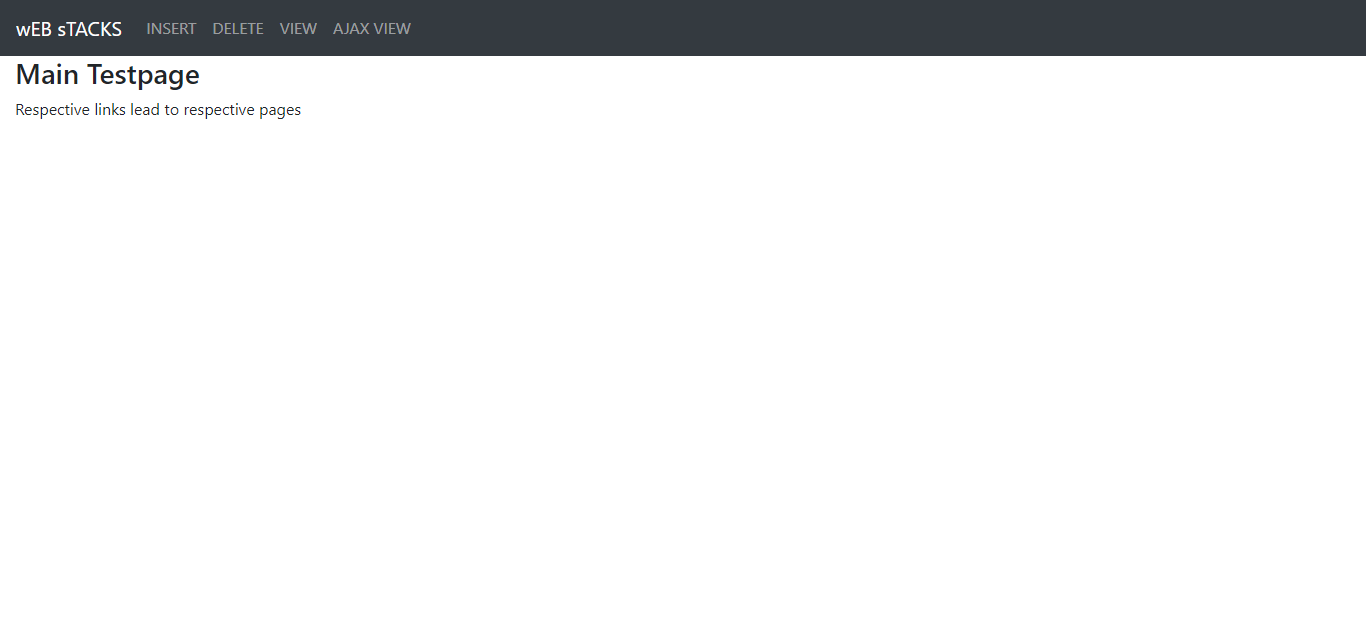 wEB sTACKS INSERT DELETE VIEW AJAX VIEW
Main Testpage
Respective links lead to respective pages